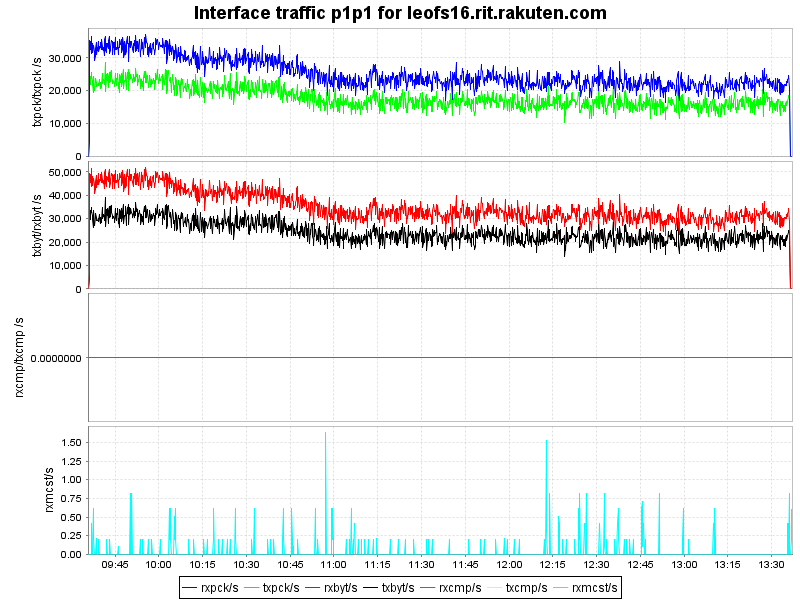 Interface traffic p1p1 for leofs16.rit.rakuten.com
txpck/txpck /s
30,000
20,000
10,000
0
txbyt/rxbyt /s
50,000
40,000
30,000
20,000
10,000
0
rxcmp/txcmp /s
0.0000000
rxmcst/s
1.50
1.25
1.00
0.75
0.50
0.25
0.00
09:45 10:00 10:15 10:30 10:45 11:00 11:15 11:30 11:45 12:00 12:15 12:30 12:45 13:00 13:15 13:30
rxpck/s txpck/s rxbyt/s txbyt/s rxcmp/s txcmp/s rxmcst/s